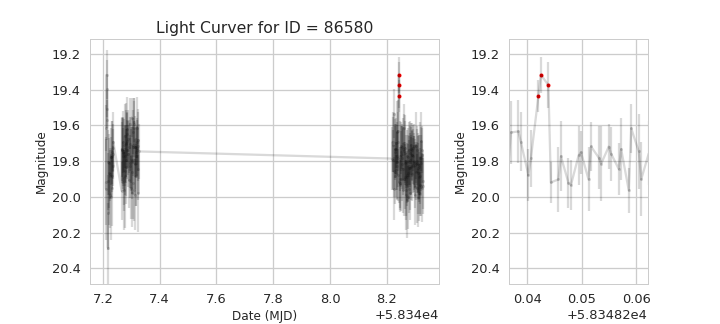 Light Curver for ID = 86580
Magnitude
19.2
19.4
19.6
19.8
20.0
20.2
20.4
7.2 7.4 7.6 7.8 8.0 8.2
Date (MJD)
+5.834e4
Magnitude
19.2
19.4
19.6
19.8
20.0
20.2
20.4
0.04 0.05 0.06
+5.83482e4